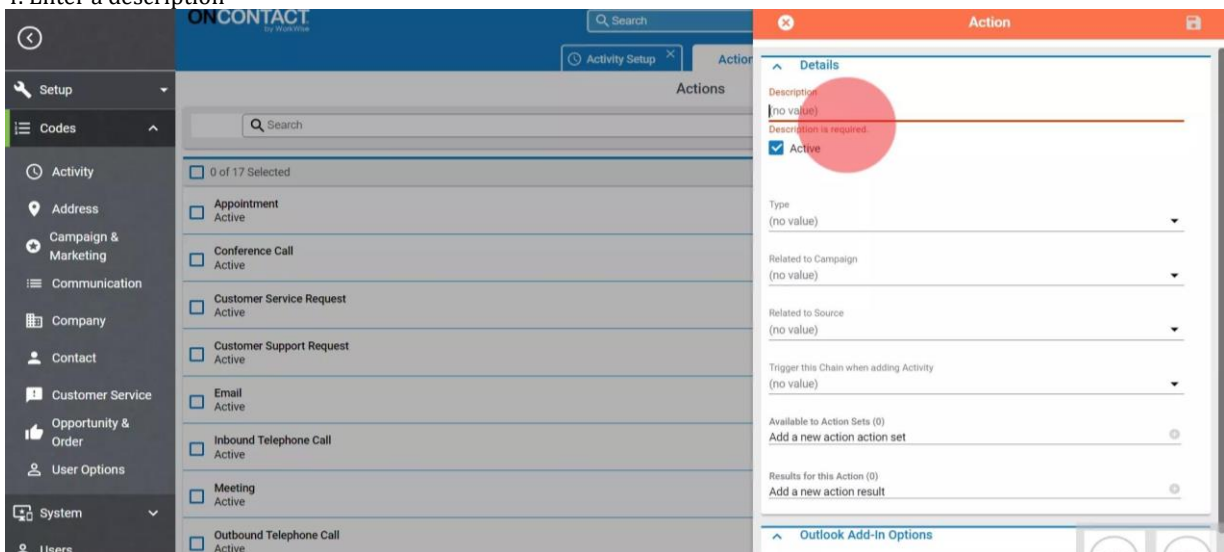 4. Enter a description
ONCONTACT
by WorkWise
Search
Activity Setup
Action
Setup
Codes
Activity
Address
Campaign &
Marketing
Communication
Company
Contact
Customer Service
Opportunity &
Order
User Options
System
Users
Actions
Search
0 of 17 Selected
Appointment
Active
Conference Call
Active
Customer Service Request
Active
Customer Support Request
Active
Email
Active
Inbound Telephone Call
Active
Meeting
Active
Outbound Telephone Call
Active
Action
Details
Description
(no value)
Description is required.
Active
Type
(no value)
Related to Campaign
(no value)
Related to Source
(no value)
Trigger this Chain when adding Activity
(no value)
Available to Action Sets (0)
Add a new action action set
Results for this Action (0)
Add a new action result
Outlook Add-In Options